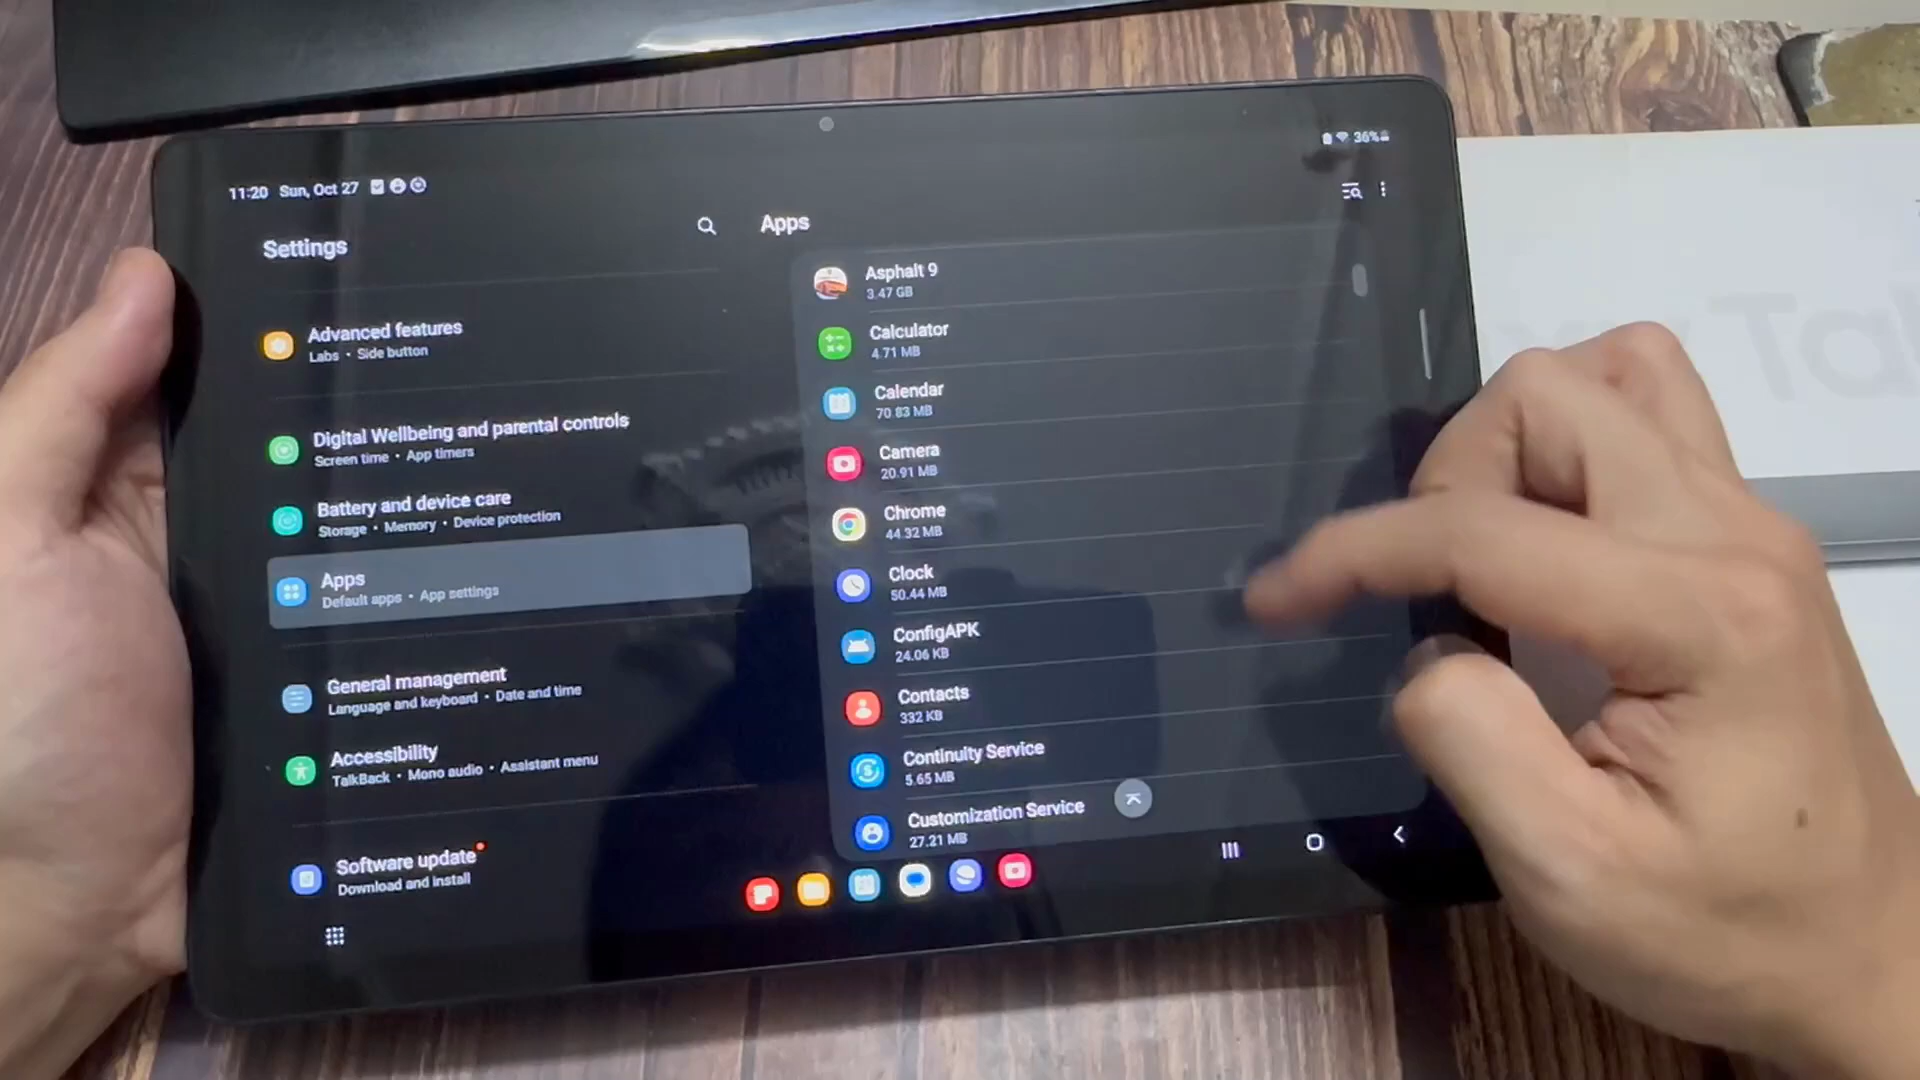 11:20 Sun, Oct 27
36%
Settings
Advanced features
Labs • Side button
Digital Wellbeing and parental controls
Screen time • App timers
Battery and device care
Storage • Memory • Device protection
Apps
Default apps • App settings
General management
Language and keyboard • Date and time
Accessibility
TalkBack • Mono audio • Assistant menu
Software update
Download and install
Apps
Asphalt 9
3.47 GB
Calculator
4.71 MB
Calendar
70.83 MB
Camera
20.91 MB
Chrome
44.32 MB
Clock
50.44 MB
ConfigAPK
24.06 KB
Contacts
332 KB
Continuity Service
5.65 MB
Customization Service
27.21 MB